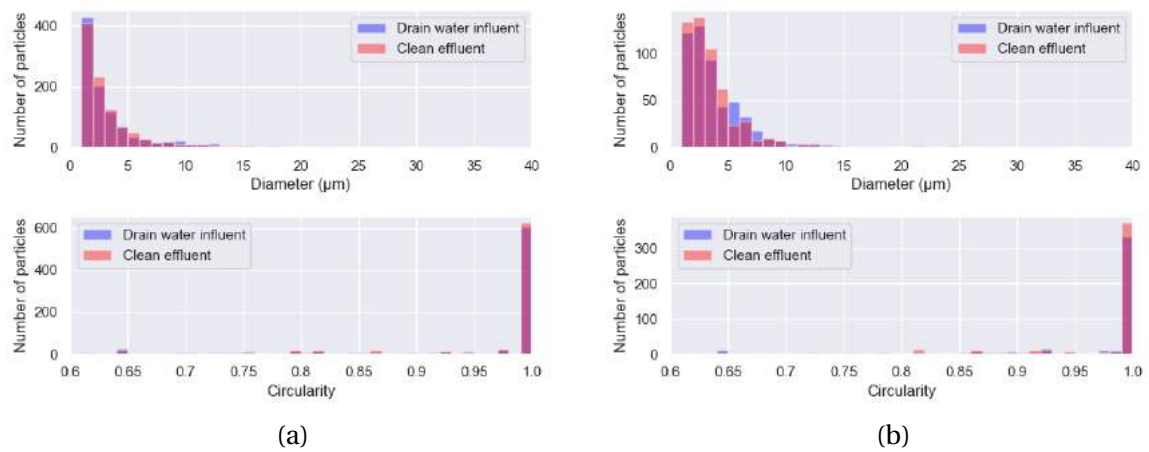 Number of particles
400
200
0
Drain water influent
Clean effluent
0 5 10 15 20 25 30 35 40
Diameter (μm)
Number of particles
600
400
200
0
Drain water influent
Clean effluent
0.6 0.65 0.7 0.75 0.8 0.85 0.9 0.95 1.0
Circularity
(a)
Number of particles
100
50
0
Drain water influent
Clean effluent
0 5 10 15 20 25 30 35 40
Diameter (μm)
Number of particles
300
200
100
0
Drain water influent
Clean effluent
0.6 0.65 0.7 0.75 0.8 0.85 0.9 0.95 1.0
Circularity
(b)